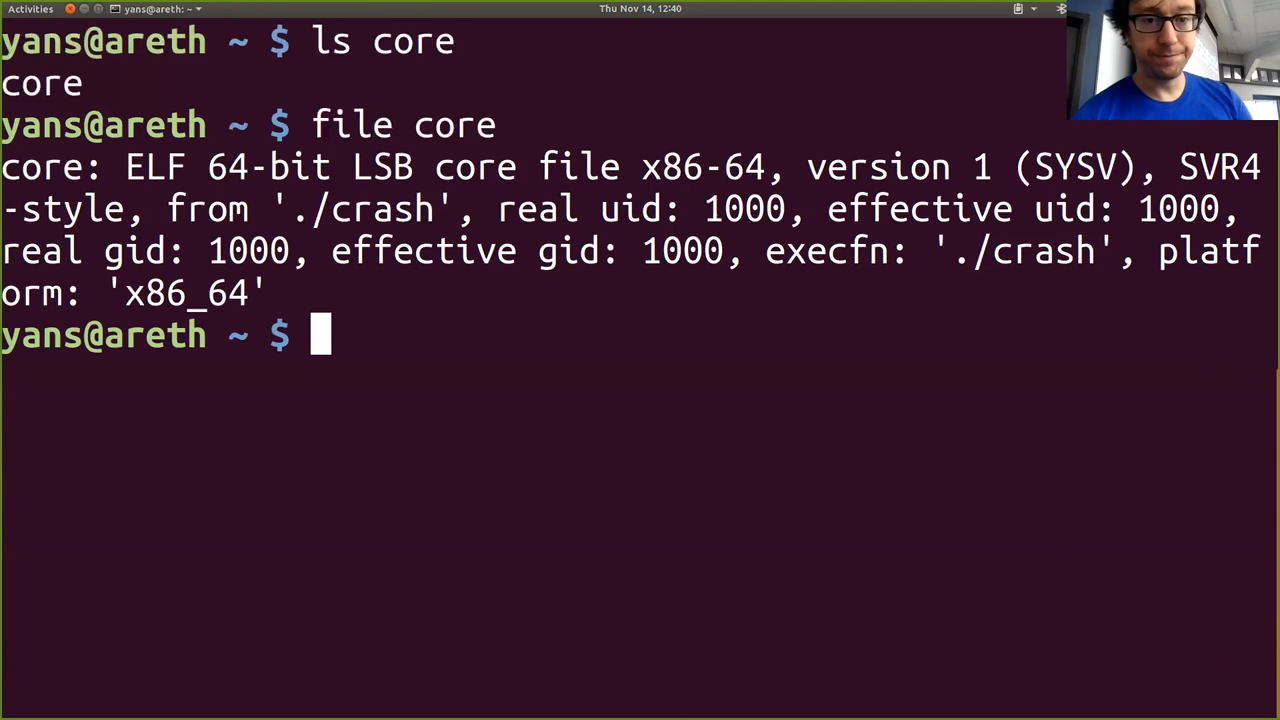 Activities yans@areth: ~ Thu Nov 14, 12:40
yans@areth ~ $ ls core
core
yans@areth ~ $ file core
core: ELF 64-bit LSB core file x86-64, version 1 (SYSV), SVR4
-style, from './crash', real uid: 1000, effective uid: 1000,
real gid: 1000, effective gid: 1000, execfn: './crash', platf
orm: 'x86_64'
yans@areth ~ $